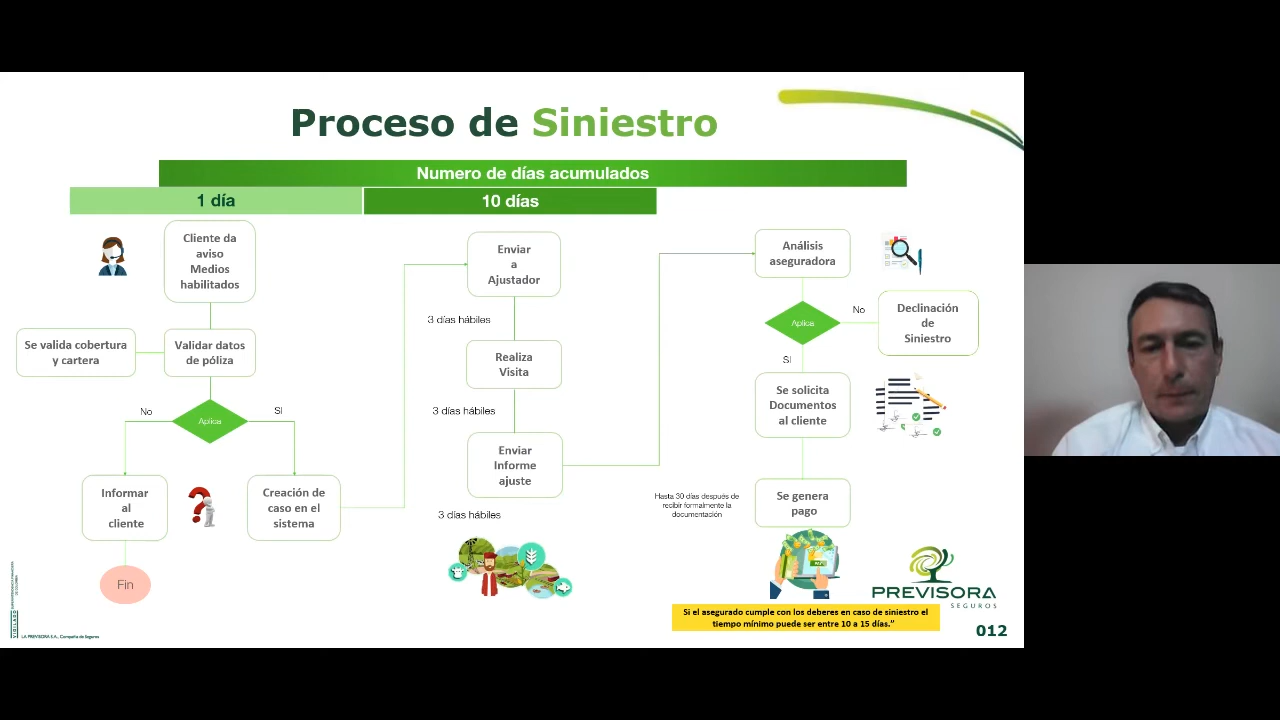 Proceso de Siniestro
Numero de días acumulados
1 día
10 días
Cliente da
aviso
Medios
habilitados
Se valida cobertura
y cartera
Validar datos
de póliza
Aplica
No
SI
Informar
al
cliente
Creación de
caso en el
sistema
Fin
Enviar
a
Ajustador
3 días hábiles
Realiza
Visita
3 días hábiles
Enviar
Informe
ajuste
3 días hábiles
Análisis
aseguradora
Aplica
No
Declinación
de
Siniestro
SI
Se solicita
Documentos
al cliente
Hasta 30 días después de
recibir formalmente la
documentación
Se genera
pago
PREVISORA
SEGUROS
Si el asegurado cumple con los deberes en caso de siniestro el
tiempo mínimo puede ser entre 10 a 15 días.”
012
VIGILADO
LA PREVISORA S.A., Compañía de Seguros